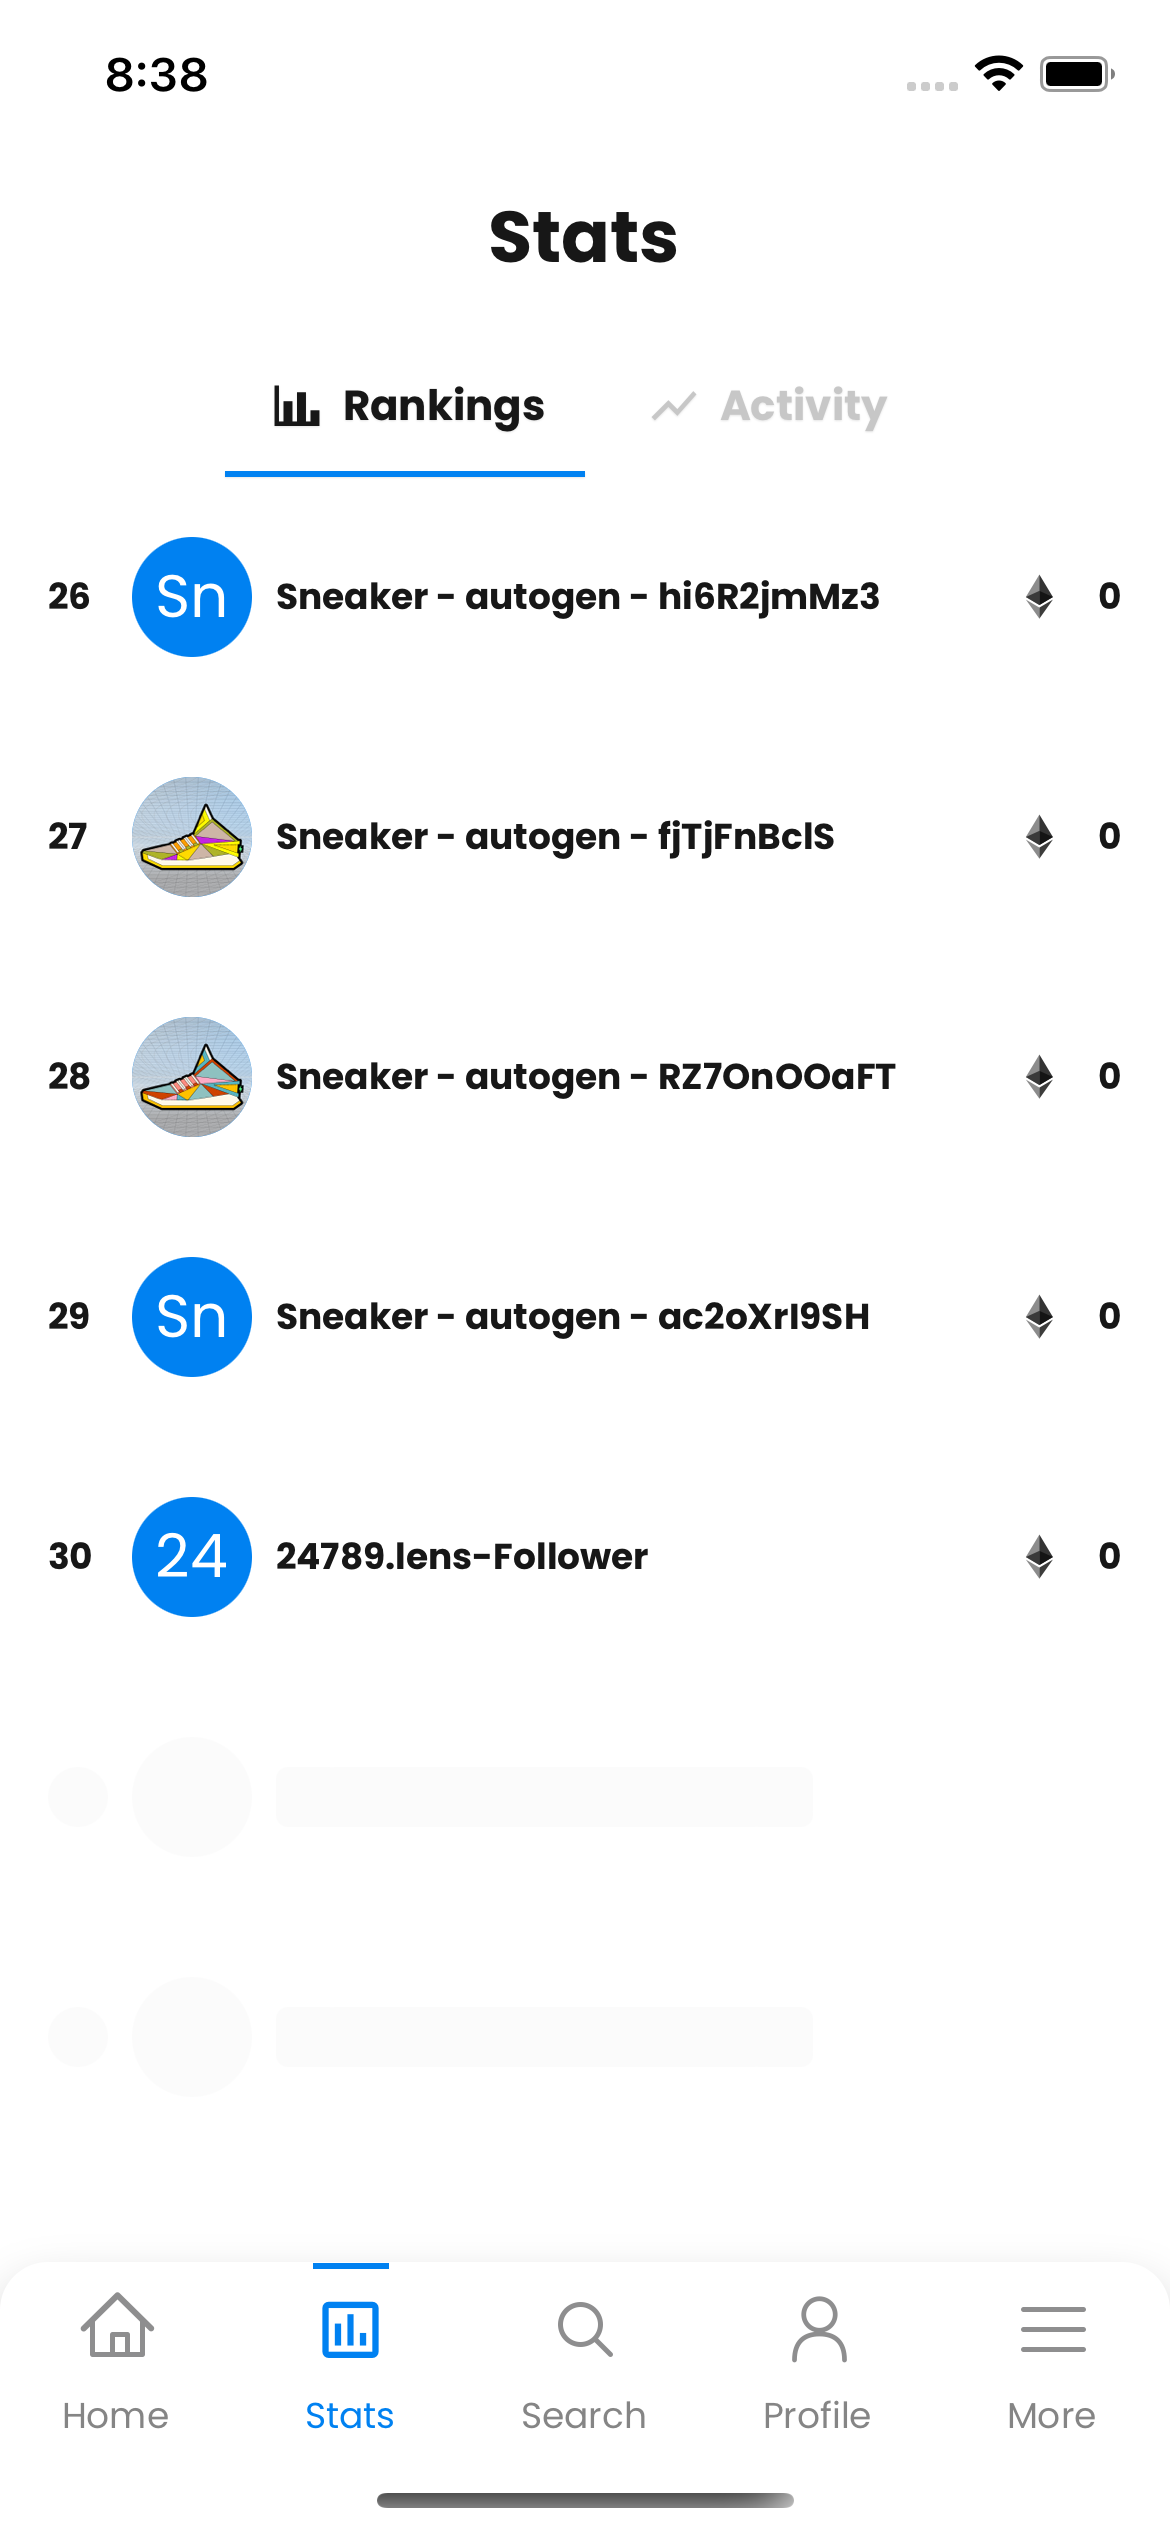 8:38
Stats
Rankings Activity
26 Sn Sneaker - autogen - hi6R2jmMz3 0
27 Sneaker - autogen - fjTjFnBclS 0
28 Sneaker - autogen - RZ7OnOOaFT 0
29 Sn Sneaker - autogen - ac2oXrI9SH 0
30 24 24789.lens-Follower 0
Home Stats Search Profile More